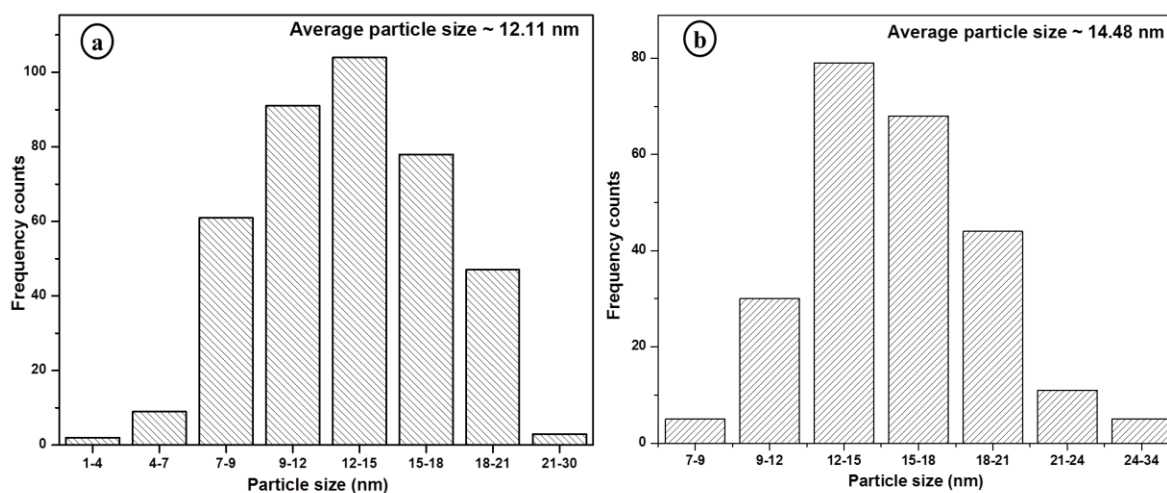 a
Average particle size ~ 12.11 nm
Frequency counts
100
80
60
40
20
0
1-4 4-7 7-9 9-12 12-15 15-18 18-21 21-30
Particle size (nm)
b
Average particle size ~ 14.48 nm
Frequency counts
80
60
40
20
0
7-9 9-12 12-15 15-18 18-21 21-24 24-34
Particle size (nm)